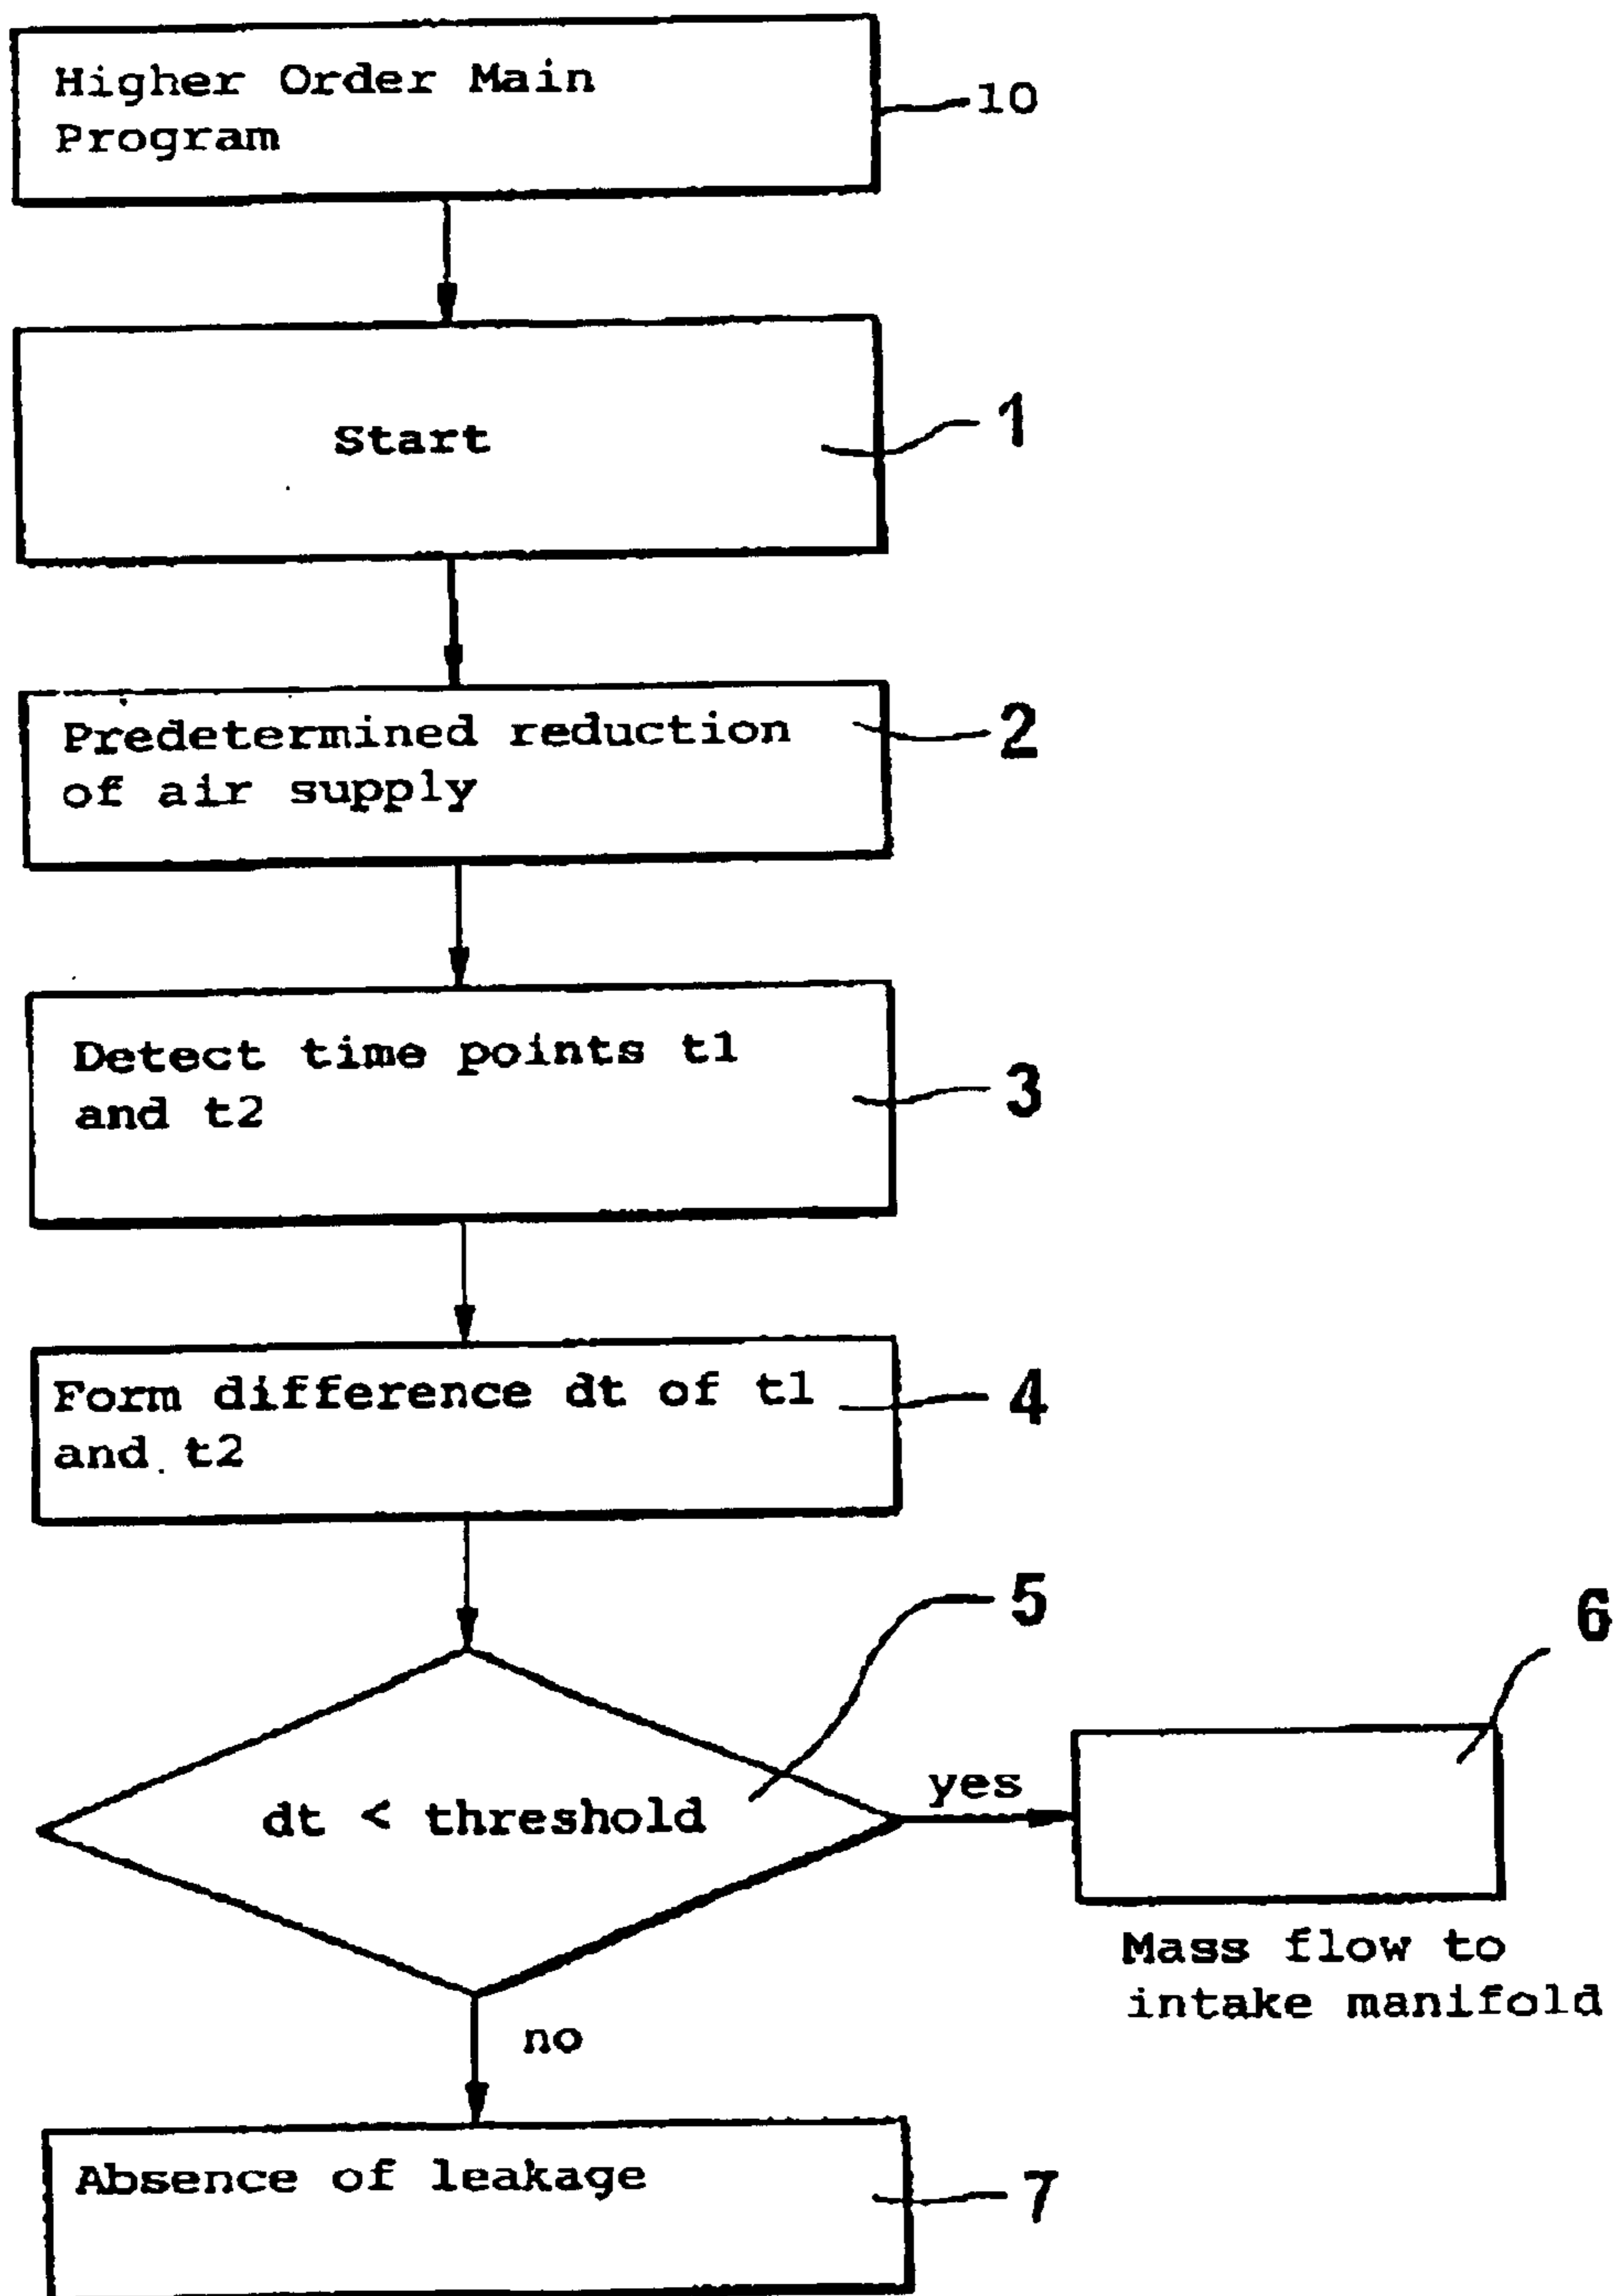 Higher Order Main
Program
10
Start
1
Predetermined reduction
of air supply
2
Detect time points t1
and t2
3
Form difference dt of t1
and t2
4
5
6
dt < threshold
yes
Mass flow to
intake manifold
no
Absence of leakage
7